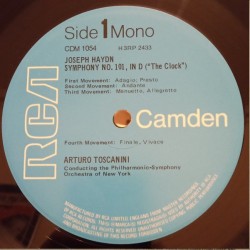 Side 1 Mono
CDM 1054
H 3RP 2433
JOSEPH HAYDN
SYMPHONY NO. 101, IN D ("The Clock")
First Movement: Adagio; Presto
Second Movement: Andante
Third Movement: Menuetto, Allegretto
RCA
Camden
Fourth Movement: Finale, Vivace
ARTURO TOSCANINI
Conducting the Philharmonic-Symphony
Orchestra of New York